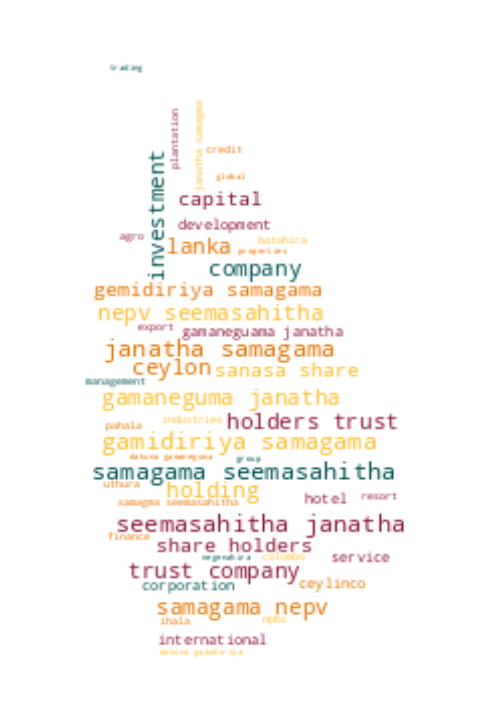 trading
plantation
janatha samagma
credit
global
investment
capital
development
agro
lanka
batahira
properties
company
gemidiriya samagama
nepv seemasahitha
export
gamaneguama janatha
janatha samagama
ceylon
sanasa share
management
gamaneguma janatha
pahala
industries
holders trust
gamidiriya samagama
dakuna gamaneguma
group
samagama seemasahitha
uthura
holding
samagma seemasahitha
hotel
resort
seemasahitha janatha
finance
share holders
negenahira
colombo
service
trust company
corporation
ceylinco
samagama nepv
ihala
npbs
international
dakuna gamidiriya